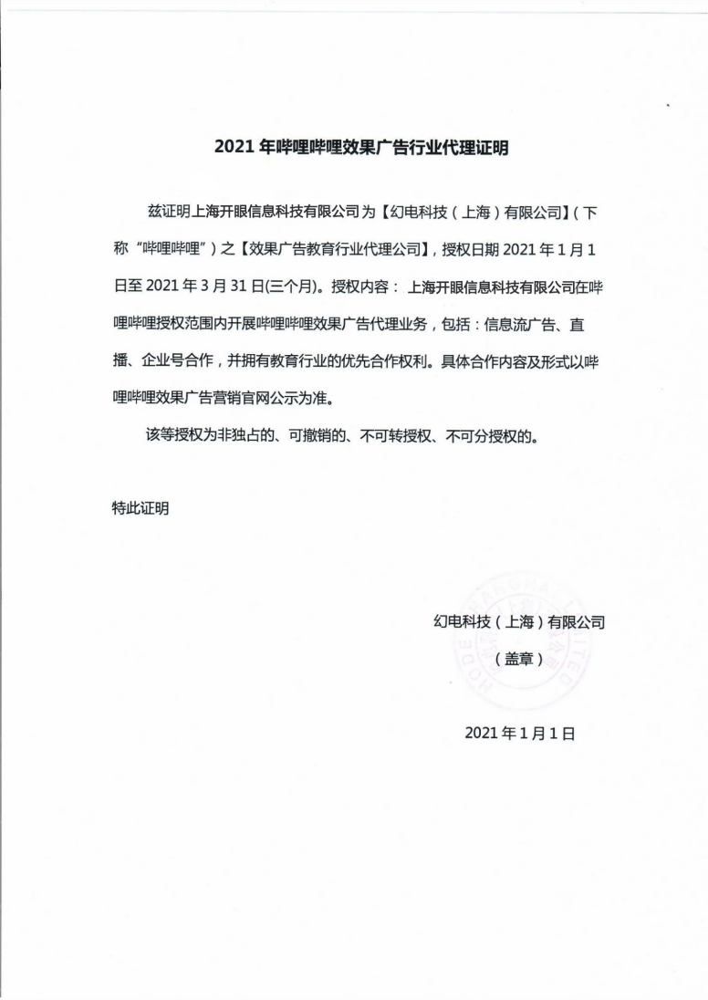 2021 年哔哩哔哩效果广告行业代理证明
兹证明上海开眼信息科技有限公司为【幻电科技（上海）有限公司】（下
称“哔哩哔哩”）之【效果广告教育行业代理公司】，授权日期 2021 年 1 月 1
日至 2021 年 3 月 31 日(三个月)。授权内容： 上海开眼信息科技有限公司在哔
哩哔哩授权范围内开展哔哩哔哩效果广告代理业务，包括：信息流广告、直
播、企业号合作，并拥有教育行业的优先合作权利。具体合作内容及形式以哔
哩哔哩效果广告营销官网公示为准。
该等授权为非独占的、可撤销的、不可转授权、不可分授权的。
特此证明
幻电科技（上海）有限公司
（盖章）
2021 年 1 月 1 日
HODE SHANGHAI LIMITED